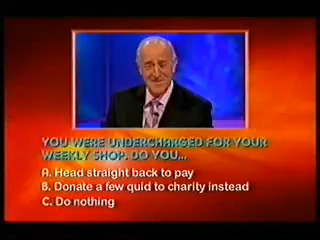 YOU WERE UNDERCHARGED FOR YOUR
WEEKLY SHOP. DO YOU...
A. Head straight back to pay
B. Donate a few quid to charity instead
C. Do nothing